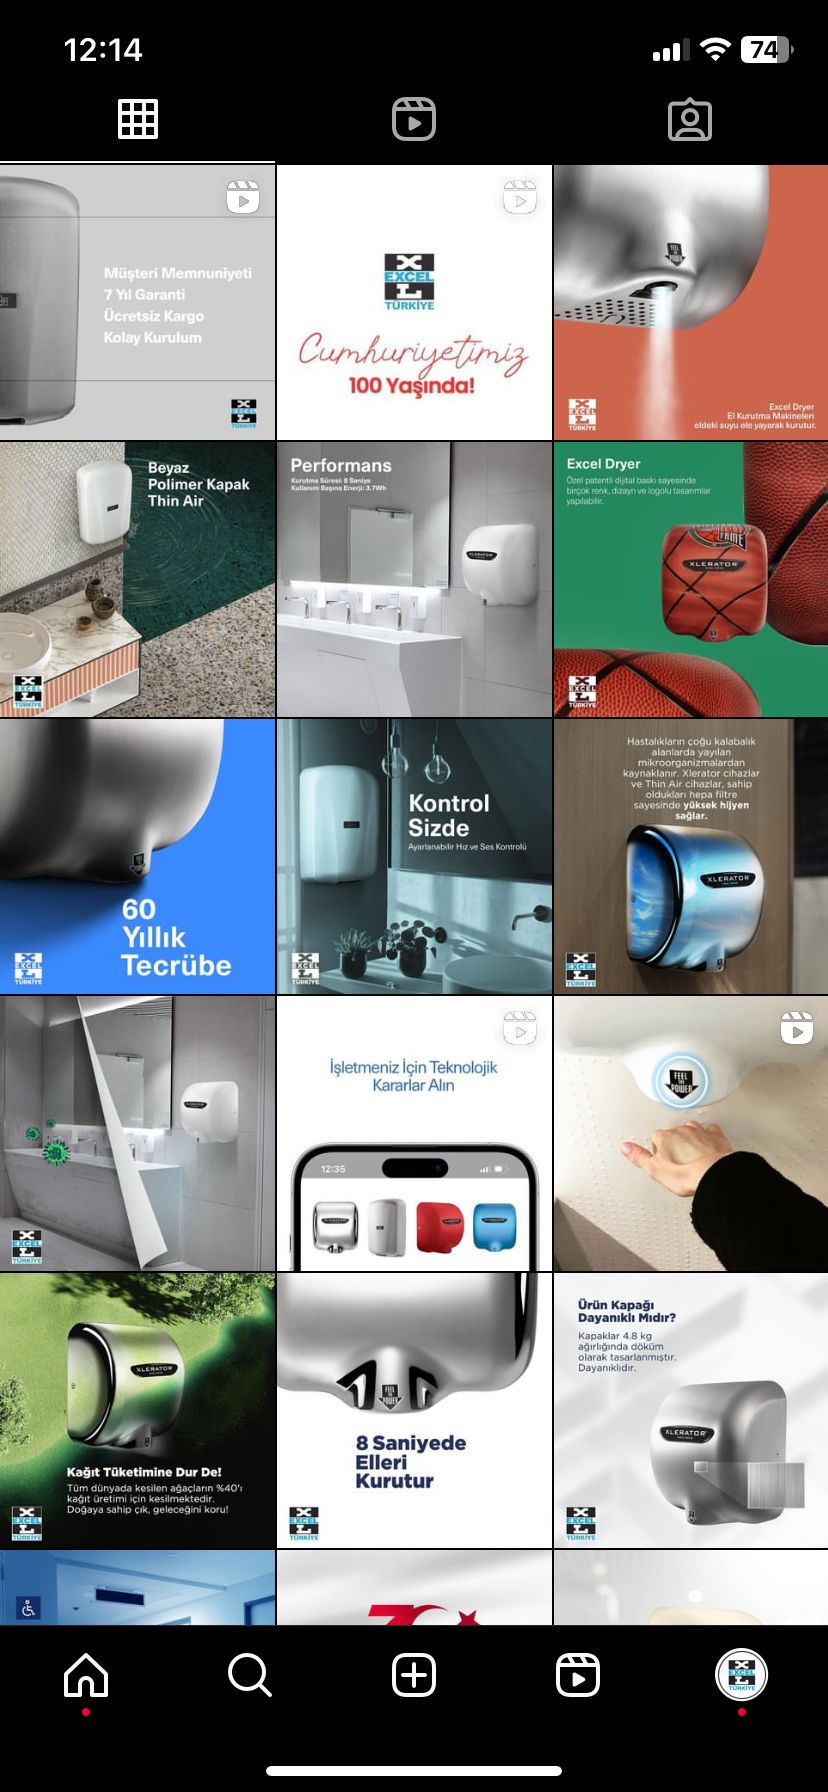 12:14
74
Müşteri Memnuniyeti
7 Yıl Garanti
Ücretsiz Kargo
Kolay Kurulum
X
EXCEL
L
TÜRKİYE
X
EXCEL
L
TÜRKİYE
Cumhuriyetimiz
100 Yaşında!
FEEL
THE
POWER
X
EXCEL
L
TÜRKİYE
Excel Dryer
El Kurutma Makineleri
eldeki suyu ele yayarak kurutur.
Beyaz
Polimer Kapak
Thin Air
X
EXCEL
L
TÜRKİYE
Performans
Kurutma Süresi: 8 Saniye
Kullanım Başına Enerji: 3.7Wh
XLERATOR
Excel Dryer
Özel patentli dijital baskı sayesinde
birçok renk, dizayn ve logolu tasarımlar
yapılabilir.
FAME
XLERATOR
X
EXCEL
L
TÜRKİYE
60
Yıllık
Tecrübe
X
EXCEL
L
TÜRKİYE
Kontrol
Sizde
Ayarlanabilir Hız ve Ses Kontrolü
X
EXCEL
L
TÜRKİYE
Hastalıkların çoğu kalabalık
alanlarda yayılan
mikroorganizmalardan
kaynaklanır. Xlerator cihazlar
ve Thin Air cihazlar, sahip
oldukları hepa filtre
sayesinde yüksek hijyen
sağlar.
XLERATOR
X
EXCEL
L
TÜRKİYE
XLERATOR
X
EXCEL
L
TÜRKİYE
İşletmeniz İçin Teknolojik
Kararlar Alın
12:35
FEEL
THE
POWER
XLERATOR
Kağıt Tüketimine Dur De!
Tüm dünyada kesilen ağaçların %40'ı
kağıt üretimi için kesilmektedir.
Doğaya sahip çık, geleceğini koru!
X
EXCEL
L
TÜRKİYE
FEEL
THE
POWER
8 Saniyede
Elleri
Kurutur
X
EXCEL
L
TÜRKİYE
Ürün Kapağı
Dayanıklı Mıdır?
Kapaklar 4.8 kg
ağırlığında döküm
olarak tasarlanmıştır.
Dayanıklıdır.
XLERATOR
X
EXCEL
L
TÜRKİYE
X
EXCEL
L
TÜRKİYE